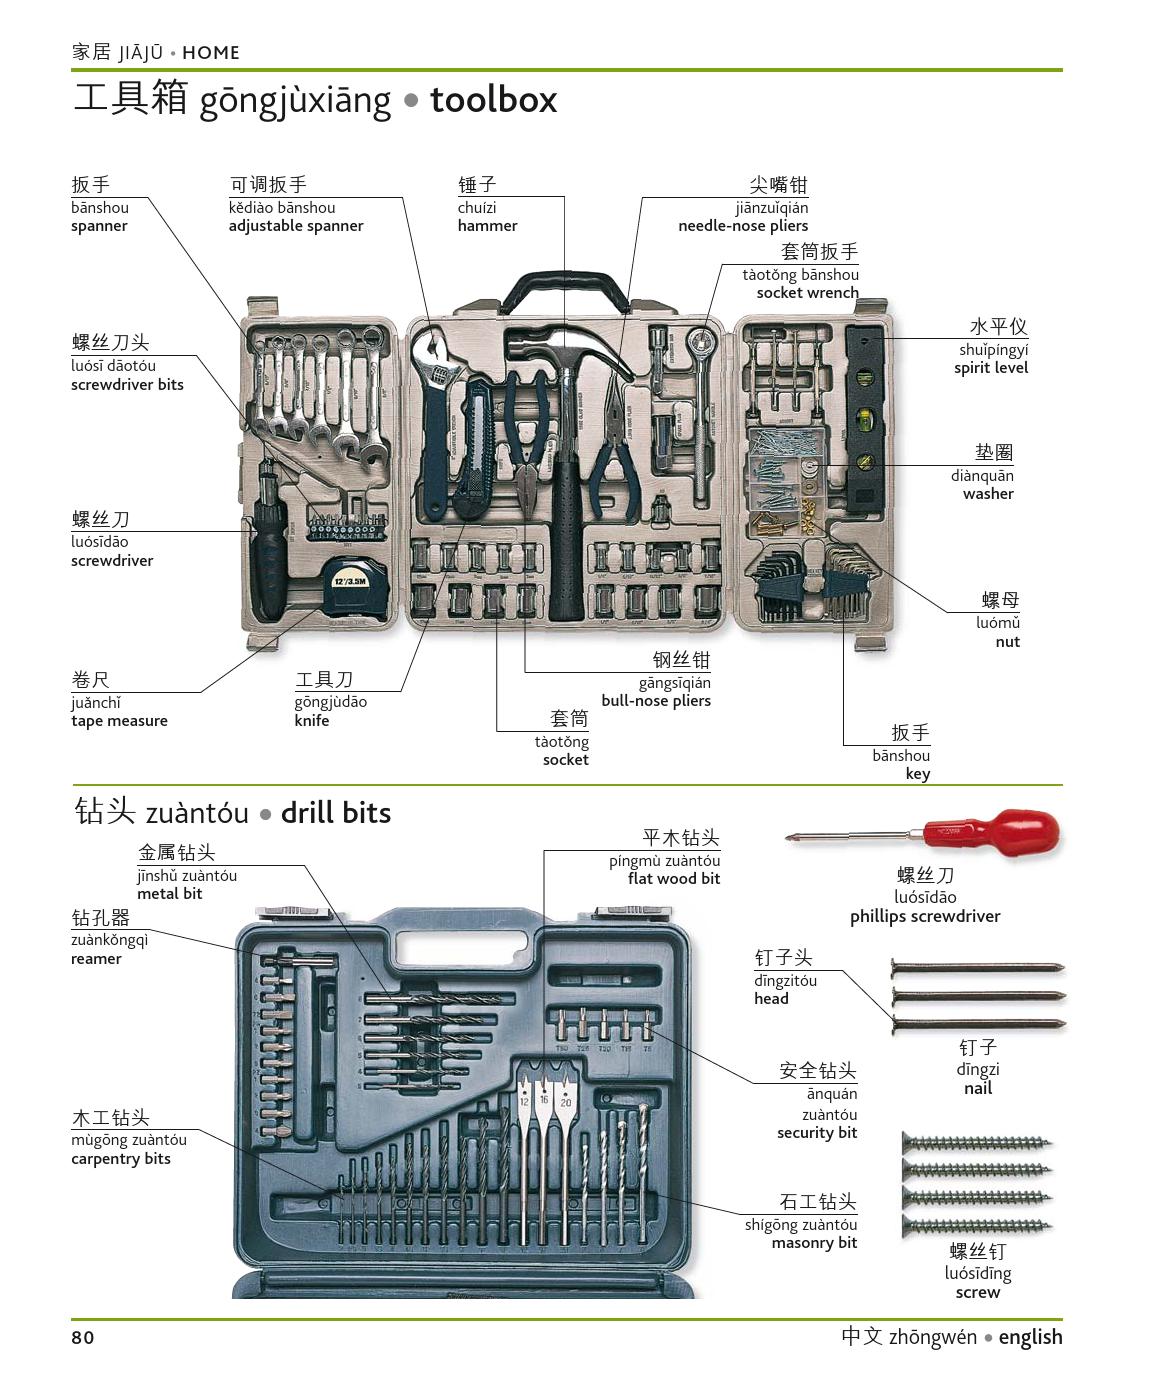 家居 JIĀJŪ • HOME
工具箱 gōngjùxiāng • toolbox
扳手
bānshou
spanner
可调扳手
kědiào bānshou
adjustable spanner
锤子
chuízi
hammer
尖嘴钳
jiānzuǐqián
needle-nose pliers
套筒扳手
tàotǒng bānshou
socket wrench
水平仪
shuǐpíngyí
spirit level
螺丝刀头
luósī dāotóu
screwdriver bits
垫圈
diànquān
washer
螺丝刀
luósīdāo
screwdriver
12'/3.5M
螺母
luómǔ
nut
卷尺
juǎnchǐ
tape measure
工具刀
gōngjùdāo
knife
钢丝钳
gāngsīqián
bull-nose pliers
套筒
tàotǒng
socket
扳手
bānshou
key
钻头 zuàntóu • drill bits
金属钻头
jīnshǔ zuàntóu
metal bit
平木钻头
píngmù zuàntóu
flat wood bit
螺丝刀
luósīdāo
phillips screwdriver
钻孔器
zuànkǒngqì
reamer
钉子头
dīngzitóu
head
钉子
dīngzi
nail
安全钻头
ānquán
zuàntóu
security bit
12 16 20
木工钻头
mùgōng zuàntóu
carpentry bits
石工钻头
shígōng zuàntóu
masonry bit
螺丝钉
luósīdīng
screw
80
中文 zhōngwén • english